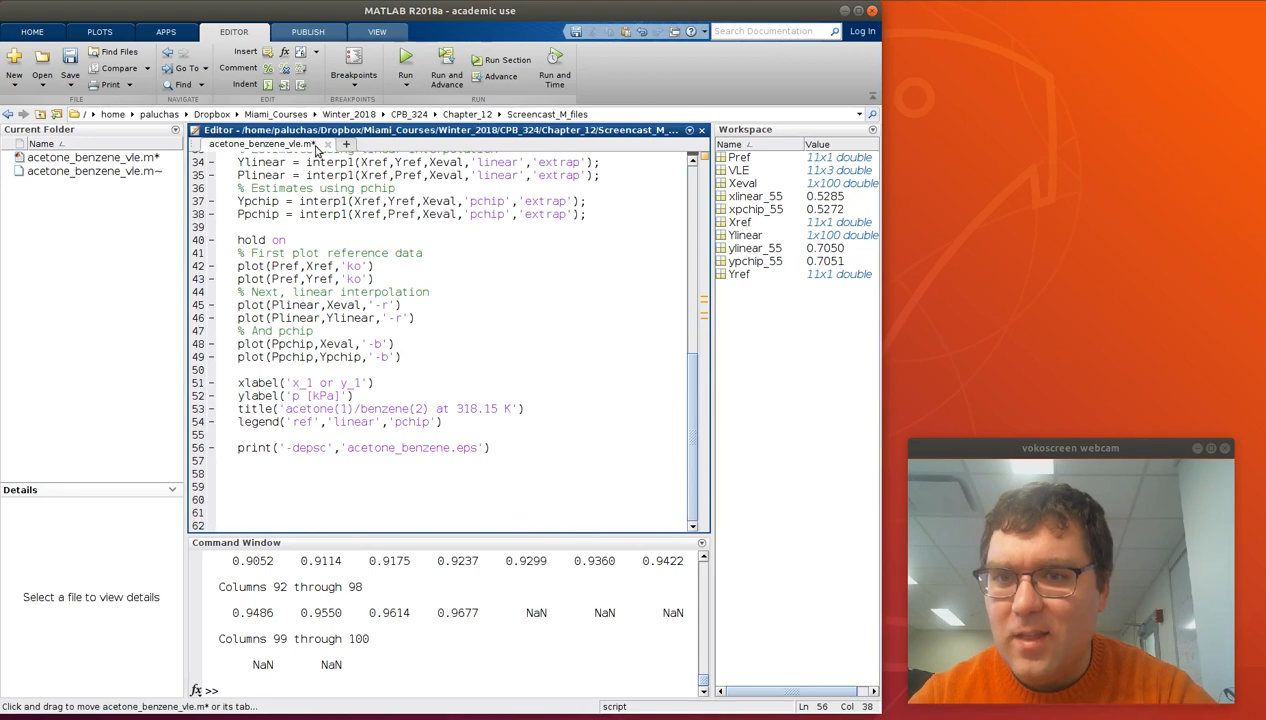 MATLAB R2018a - academic use
HOME PLOTS APPS EDITOR PUBLISH VIEW Search Documentation Log In
New Open Save Find Files Compare Print
Go To Find
Insert fx
Comment
Indent
Breakpoints
Run Run and Advance Run Section Advance Run and Time
FILE NAVIGATE EDIT BREAKPOINTS RUN
/ home paluchas Dropbox Miami_Courses Winter_2018 CPB_324 Chapter_12 Screencast_M_files
Current Folder
Name
acetone_benzene_vle.m*
acetone_benzene_vle.m~
Details
Select a file to view details
Editor - /home/paluchas/Dropbox/Miami_Courses/Winter_2018/CPB_324/Chapter_12/Screencast_M_
acetone_benzene_vle.m*
34 Ylinear = interp1(Xref,Yref,Xeval,'linear','extrap');
35 Plinear = interp1(Xref,Pref,Xeval,'linear','extrap');
36 % Estimates using pchip
37 Ypchip = interp1(Xref,Yref,Xeval,'pchip','extrap');
38 Ppchip = interp1(Xref,Pref,Xeval,'pchip','extrap');
39
40 hold on
41 % First plot reference data
42 plot(Pref,Xref,'ko')
43 plot(Pref,Yref,'ko')
44 % Next, linear interpolation
45 plot(Plinear,Xeval,'-r')
46 plot(Plinear,Ylinear,'-r')
47 % And pchip
48 plot(Ppchip,Xeval,'-b')
49 plot(Ppchip,Ypchip,'-b')
50
51 xlabel('x_1 or y_1')
52 ylabel('p [kPa]')
53 title('acetone(1)/benzene(2) at 318.15 K')
54 legend('ref','linear','pchip')
55
56 print('-depsc','acetone_benzene.eps')
57
58
59
60
61
62
Command Window
0.9052 0.9114 0.9175 0.9237 0.9299 0.9360 0.9422
Columns 92 through 98
0.9486 0.9550 0.9614 0.9677 NaN NaN NaN
Columns 99 through 100
NaN NaN
fx >>
Workspace
Name Value
Pref 11x1 double
VLE 11x3 double
Xeval 1x100 double
xlinear_55 0.5285
xpchip_55 0.5272
Xref 11x1 double
Ylinear 1x100 double
ylinear_55 0.7050
ypchip_55 0.7051
Yref 11x1 double
vokoscreen webcam
Click and drag to move acetone_benzene_vle.m* or its tab... script Ln 56 Col 38